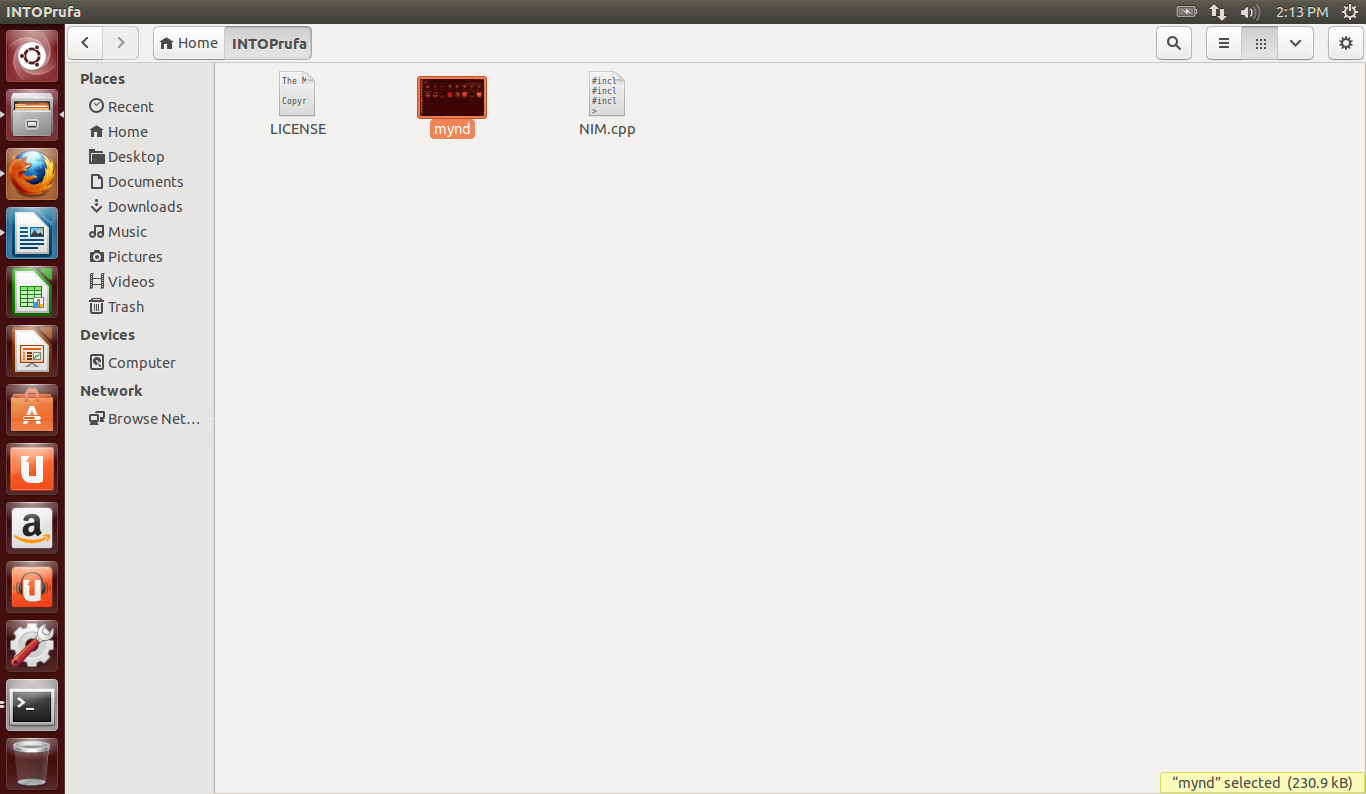 INTOPrufa
2:13 PM
Home
INTOPrufa
Places
Recent
Home
Desktop
Documents
Downloads
Music
Pictures
Videos
Trash
Devices
Computer
Network
Browse Net...
The M
Copyr
LICENSE
mynd
#incl
#incl
#incl
>
NIM.cpp
“mynd” selected (230.9 kB)